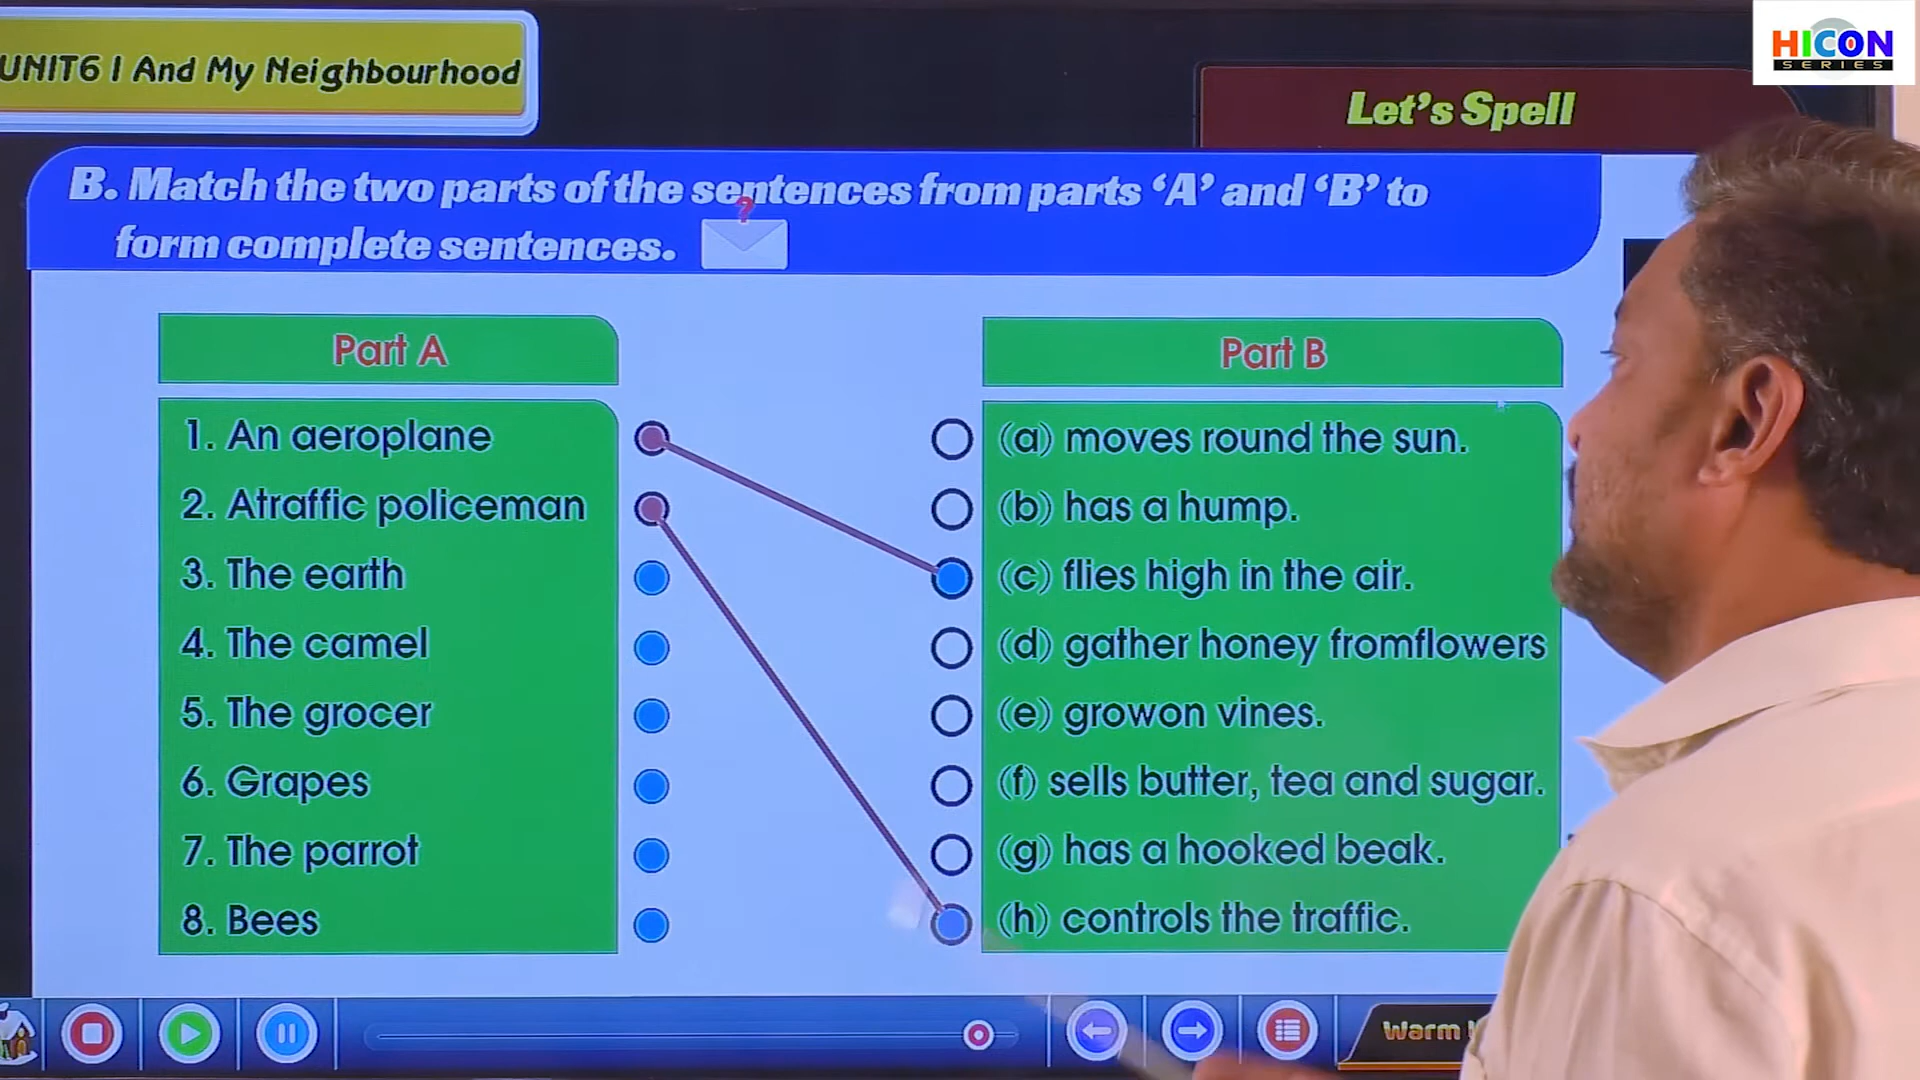 UNIT6 I And My Neighbourhood
HICON
SERIES
Let's Spell
B. Match the two parts of the sentences from parts ‘A’ and ‘B’ to
form complete sentences.
?
Part A
1. An aeroplane
2. Atraffic policeman
3. The earth
4. The camel
5. The grocer
6. Grapes
7. The parrot
8. Bees
Part B
(a) moves round the sun.
(b) has a hump.
(c) flies high in the air.
(d) gather honey fromflowers
(e) growon vines.
(f) sells butter, tea and sugar.
(g) has a hooked beak.
(h) controls the traffic.
Warm